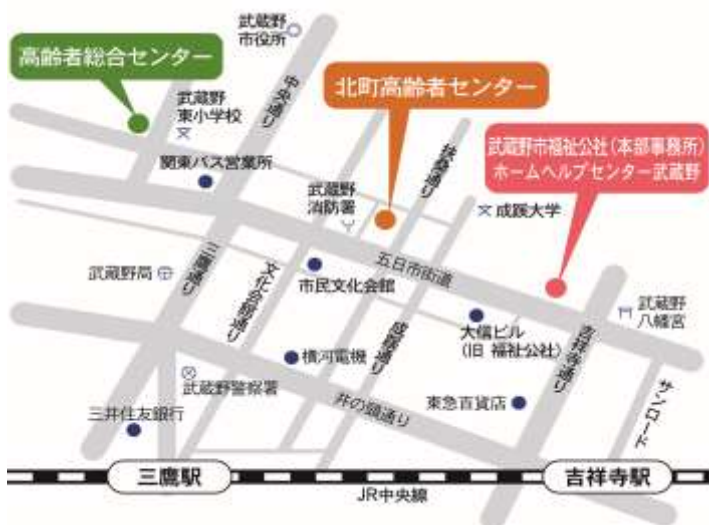 武蔵野
市役所
高齢者総合センター
中央通り
武蔵野
東小学校
北町高齢者センター
扶桑通り
武蔵野市福祉公社(本部事務所)
ホームヘルプセンター武蔵野
関東バス営業所
武蔵野
消防署
成蹊大学
武蔵野局
三鷹通り
文化会館通り
市民文化会館
五日市街道
成蹊通り
大信ビル
(旧 福祉公社)
吉祥寺通り
武蔵野
八幡宮
横河電機
武蔵野警察署
井の頭通り
東急百貨店
サンロード
三井住友銀行
三鷹駅
吉祥寺駅
JR中央線